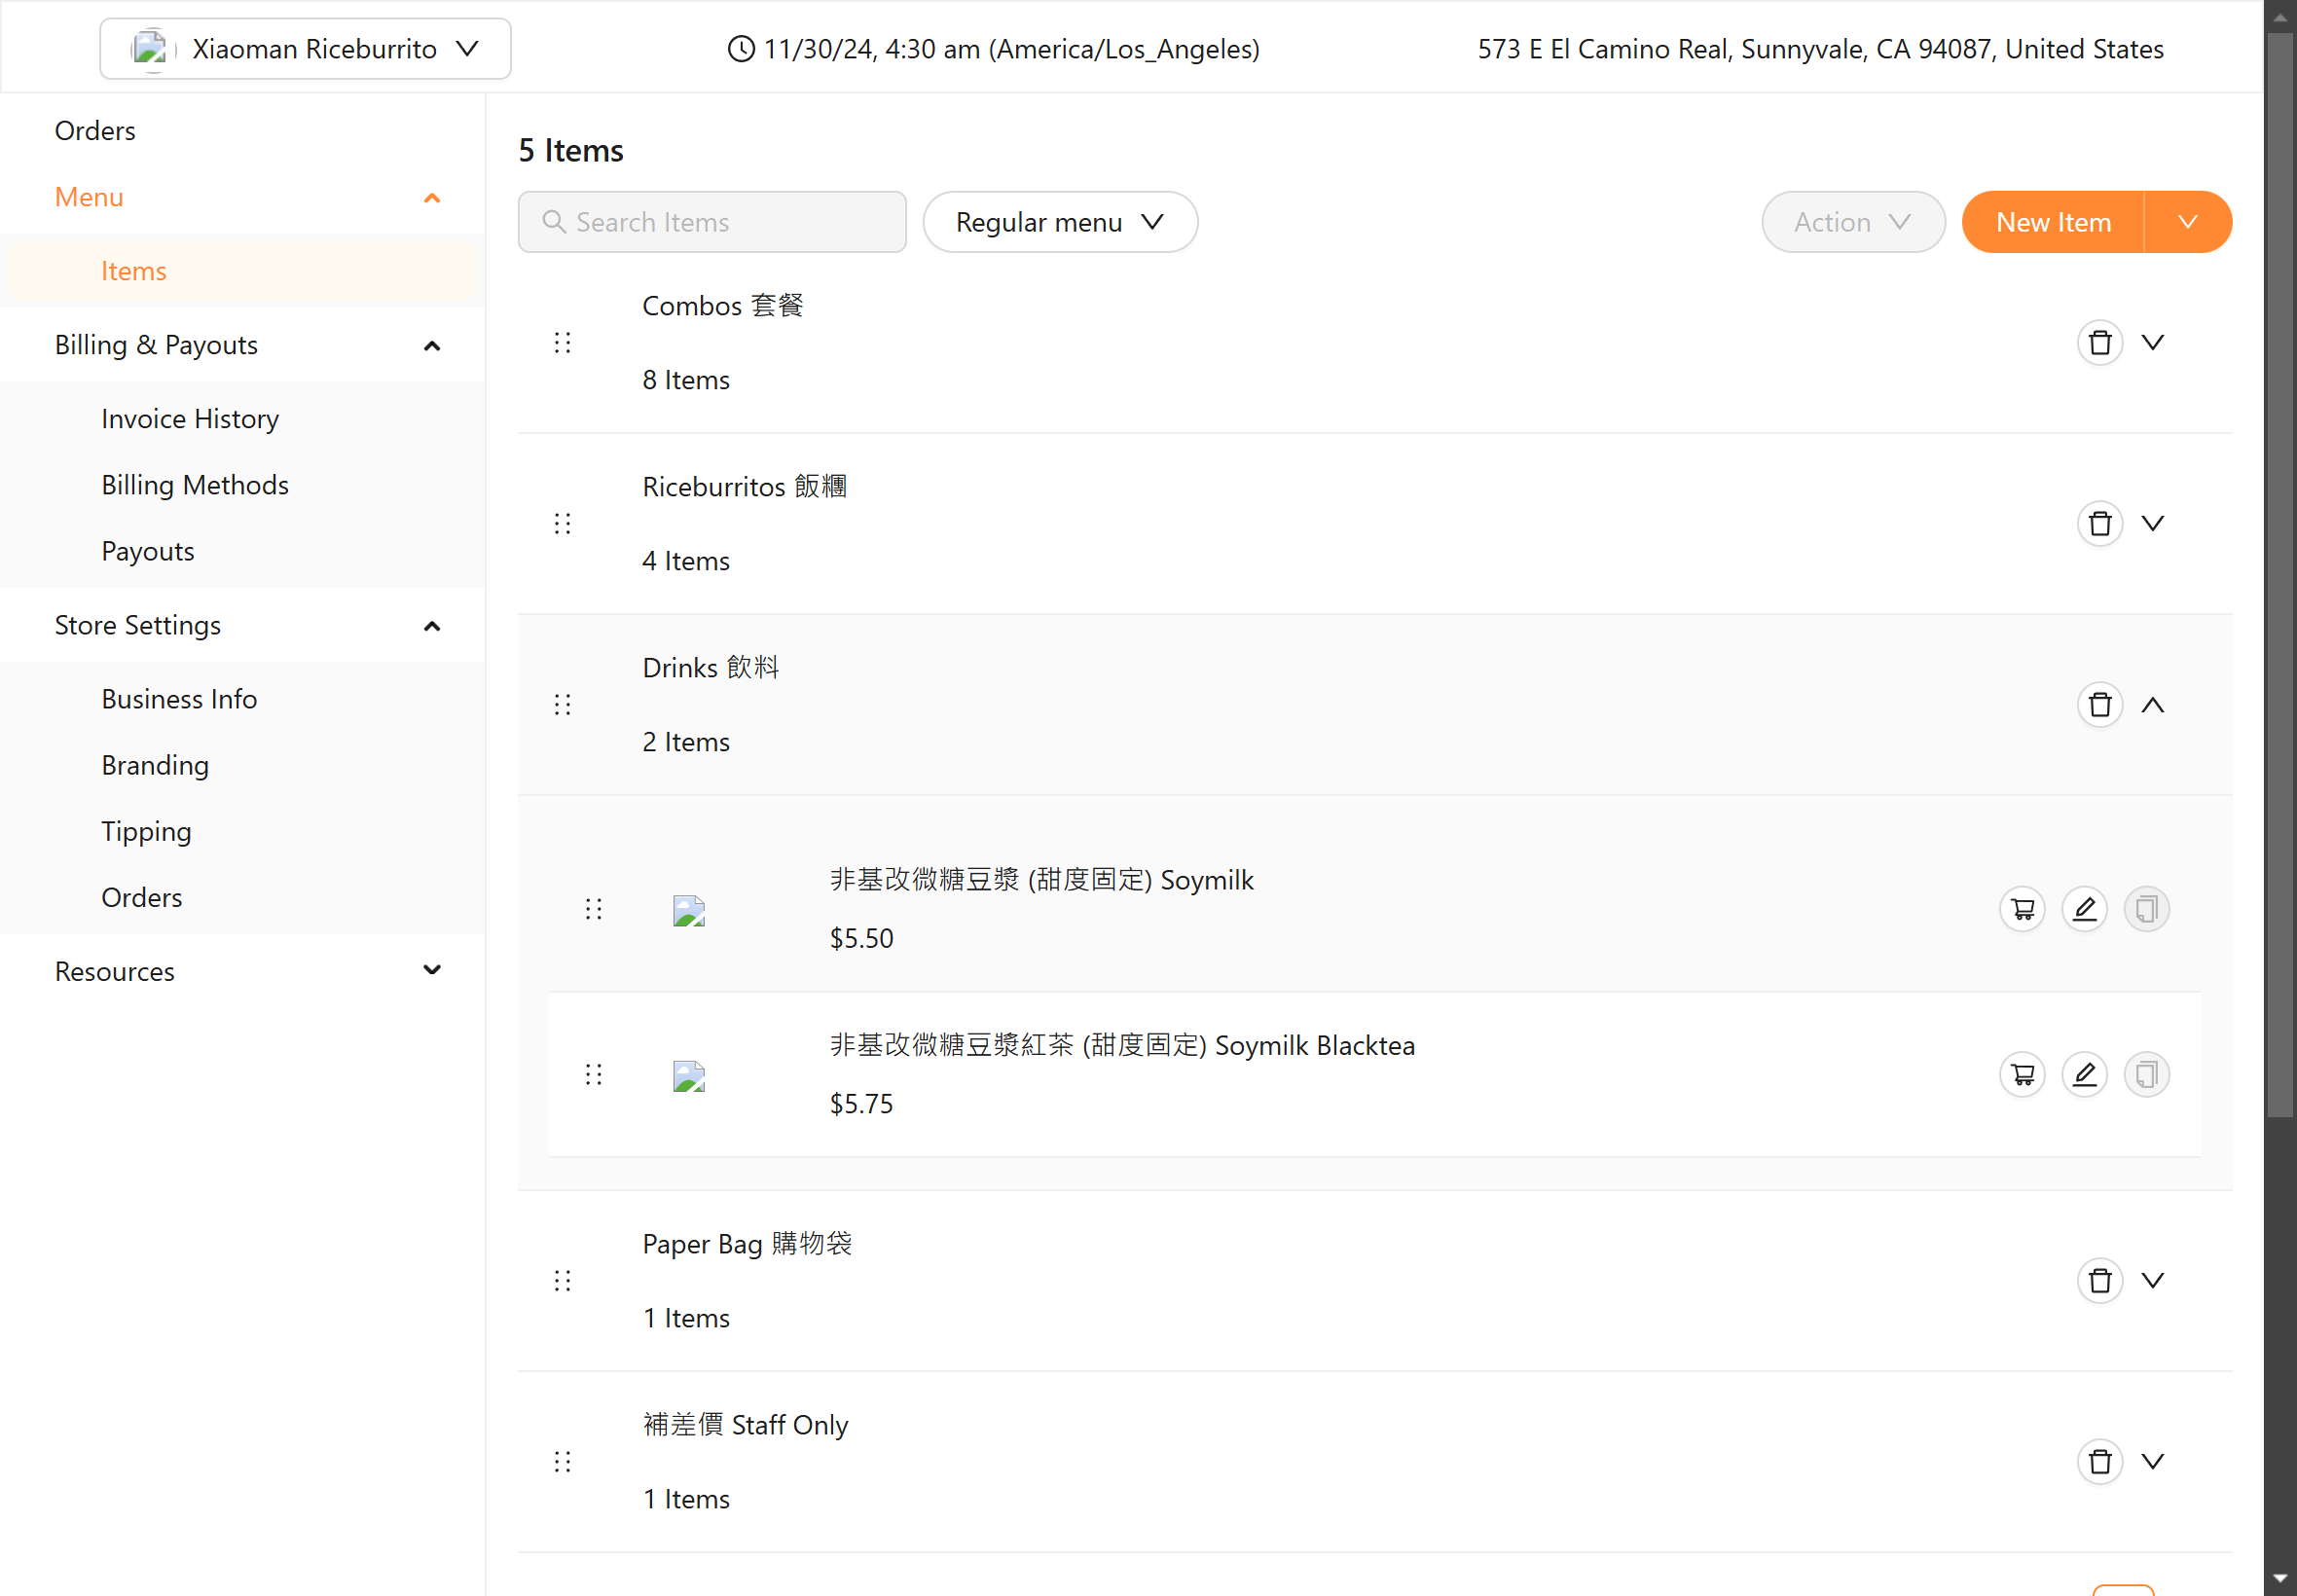 Xiaoman Riceburrito
11/30/24, 4:30 am (America/Los_Angeles)
573 E El Camino Real, Sunnyvale, CA 94087, United States
Orders
Menu
Items
Billing & Payouts
Invoice History
Billing Methods
Payouts
Store Settings
Business Info
Branding
Tipping
Orders
Resources
5 Items
Search Items
Regular menu
Action
New Item
Combos 套餐
8 Items
Riceburritos 飯糰
4 Items
Drinks 飲料
2 Items
非基改微糖豆漿 (甜度固定) Soymilk
$5.50
非基改微糖豆漿紅茶 (甜度固定) Soymilk Blacktea
$5.75
Paper Bag 購物袋
1 Items
補差價 Staff Only
1 Items